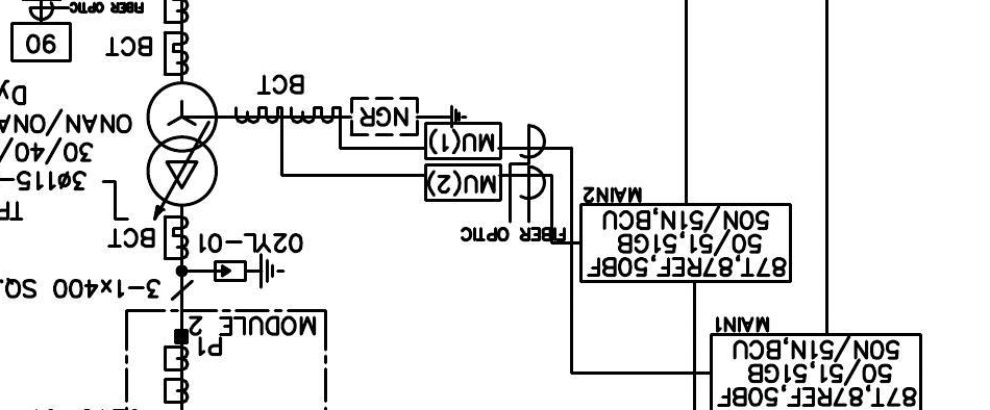 87T,87REF,50BF
50/51,51GB
50N/51N,BCU
MAIN1
P1
MODULE 2
3-1x400 SQ.
87T,87REF,50BF
50/51,51GB
50N/51N,BCU
MAIN2
02YL-01
BCT
FIBER OPTIC
3ø115-
MU(2)
30/40/
MU(1)
ONAN/ONA
NGR
Dy
BCT
BCT
90
FIBER OPTIC